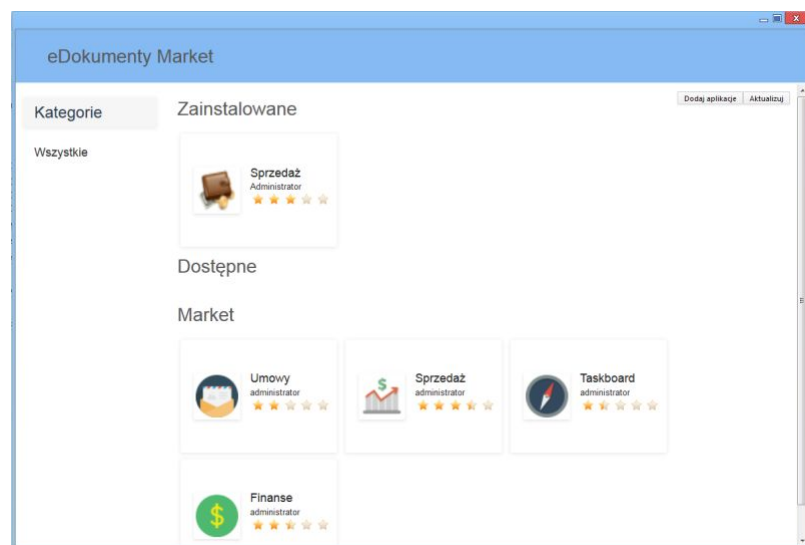 eDokumenty Market
Dodaj aplikacje Aktualizuj
Kategorie
Wszystkie
Zainstalowane
Sprzedaż
Administrator
Dostępne
Market
Umowy
administrator
Sprzedaż
administrator
Taskboard
administrator
Finanse
administrator